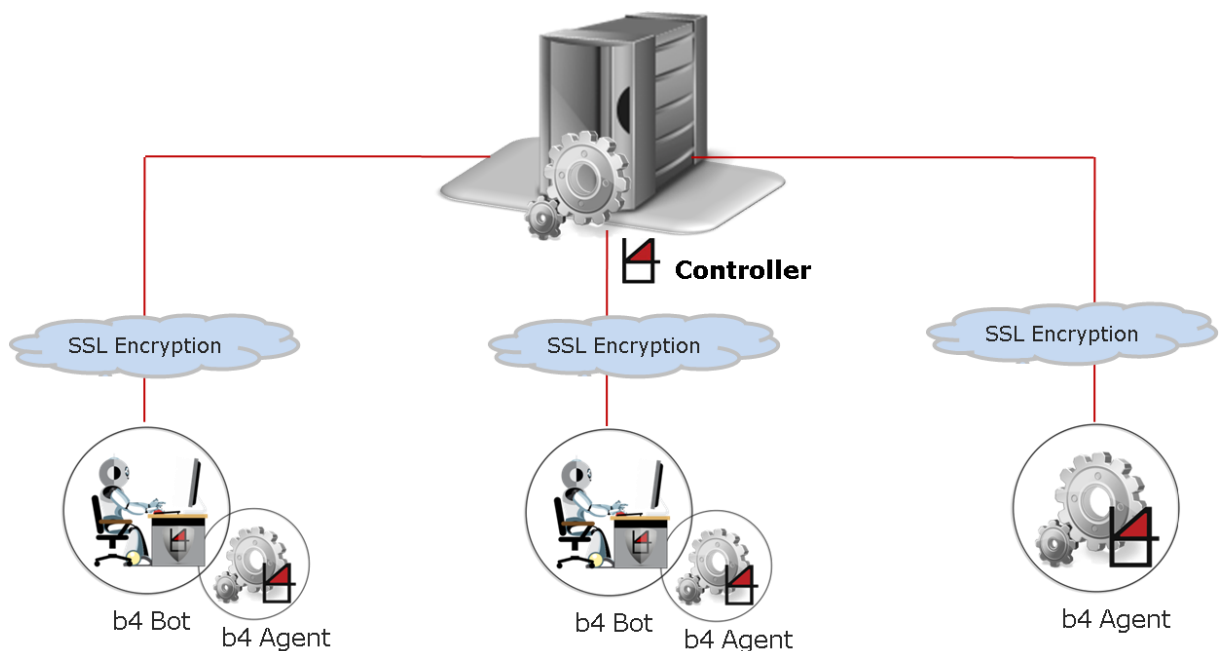 Controller
SSL Encryption
SSL Encryption
SSL Encryption
b4 Bot
b4 Agent
b4 Bot
b4 Agent
b4 Agent